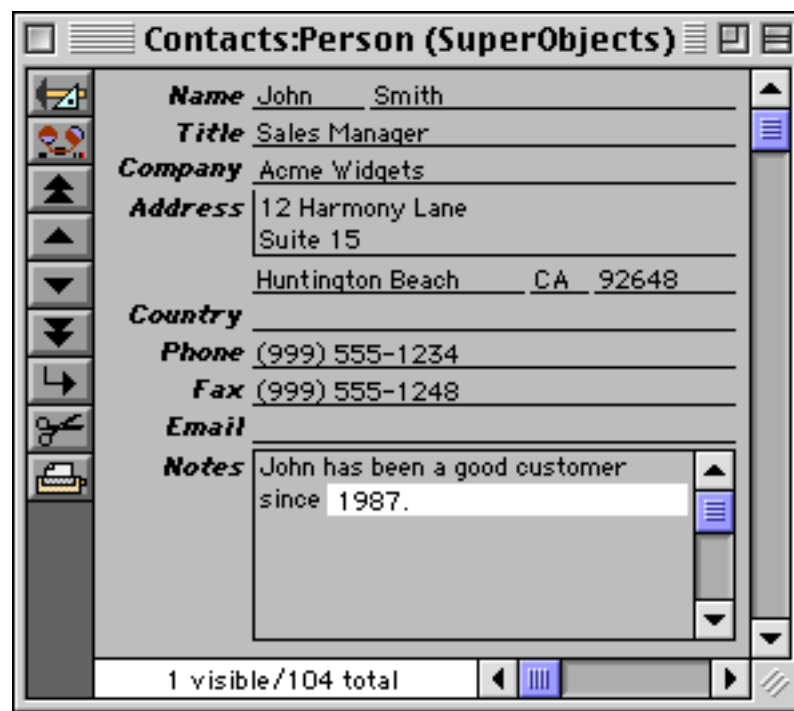 Contacts:Person (SuperObjects)
Name John Smith
Title Sales Manager
Company Acme Widgets
Address 12 Harmony Lane
Suite 15
Huntington Beach CA 92648
Country
Phone (999) 555-1234
Fax (999) 555-1248
Email
Notes John has been a good customer
since 1987.
1 visible/104 total